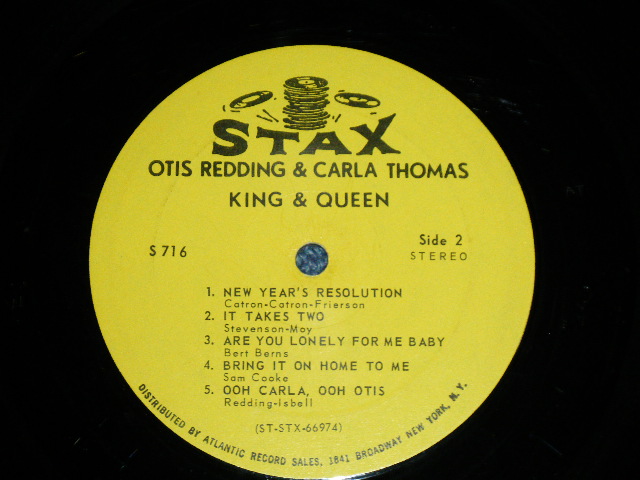 STAX
OTIS REDDING & CARLA THOMAS
KING & QUEEN
S 716
Side 2
STEREO
1. NEW YEAR'S RESOLUTION
Catron-Catron-Frierson
2. IT TAKES TWO
Stevenson-Moy
3. ARE YOU LONELY FOR ME BABY
Bert Berns
4. BRING IT ON HOME TO ME
Sam Cooke
5. OOH CARLA, OOH OTIS
Redding-Isbell
(ST-STX-66974)
DISTRIBUTED BY ATLANTIC RECORD SALES, 1841 BROADWAY NEW YORK, N.Y.